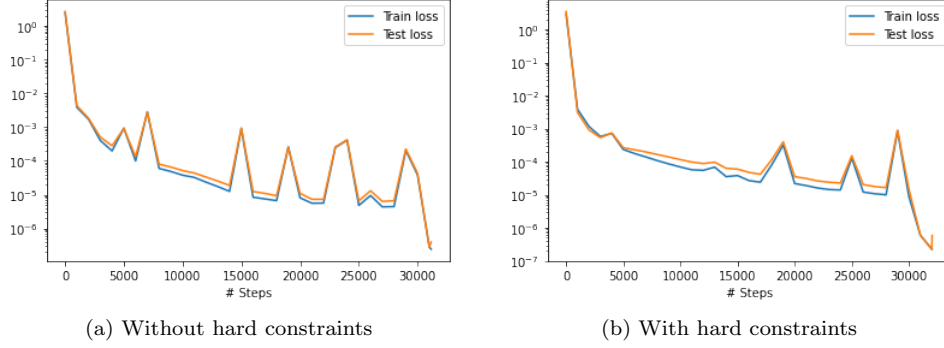 10⁰
10⁻¹
10⁻²
10⁻³
10⁻⁴
10⁻⁵
10⁻⁶
0 5000 10000 15000 20000 25000 30000
# Steps
Train loss
Test loss
(a) Without hard constraints
10⁰
10⁻¹
10⁻²
10⁻³
10⁻⁴
10⁻⁵
10⁻⁶
10⁻⁷
0 5000 10000 15000 20000 25000 30000
# Steps
Train loss
Test loss
(b) With hard constraints